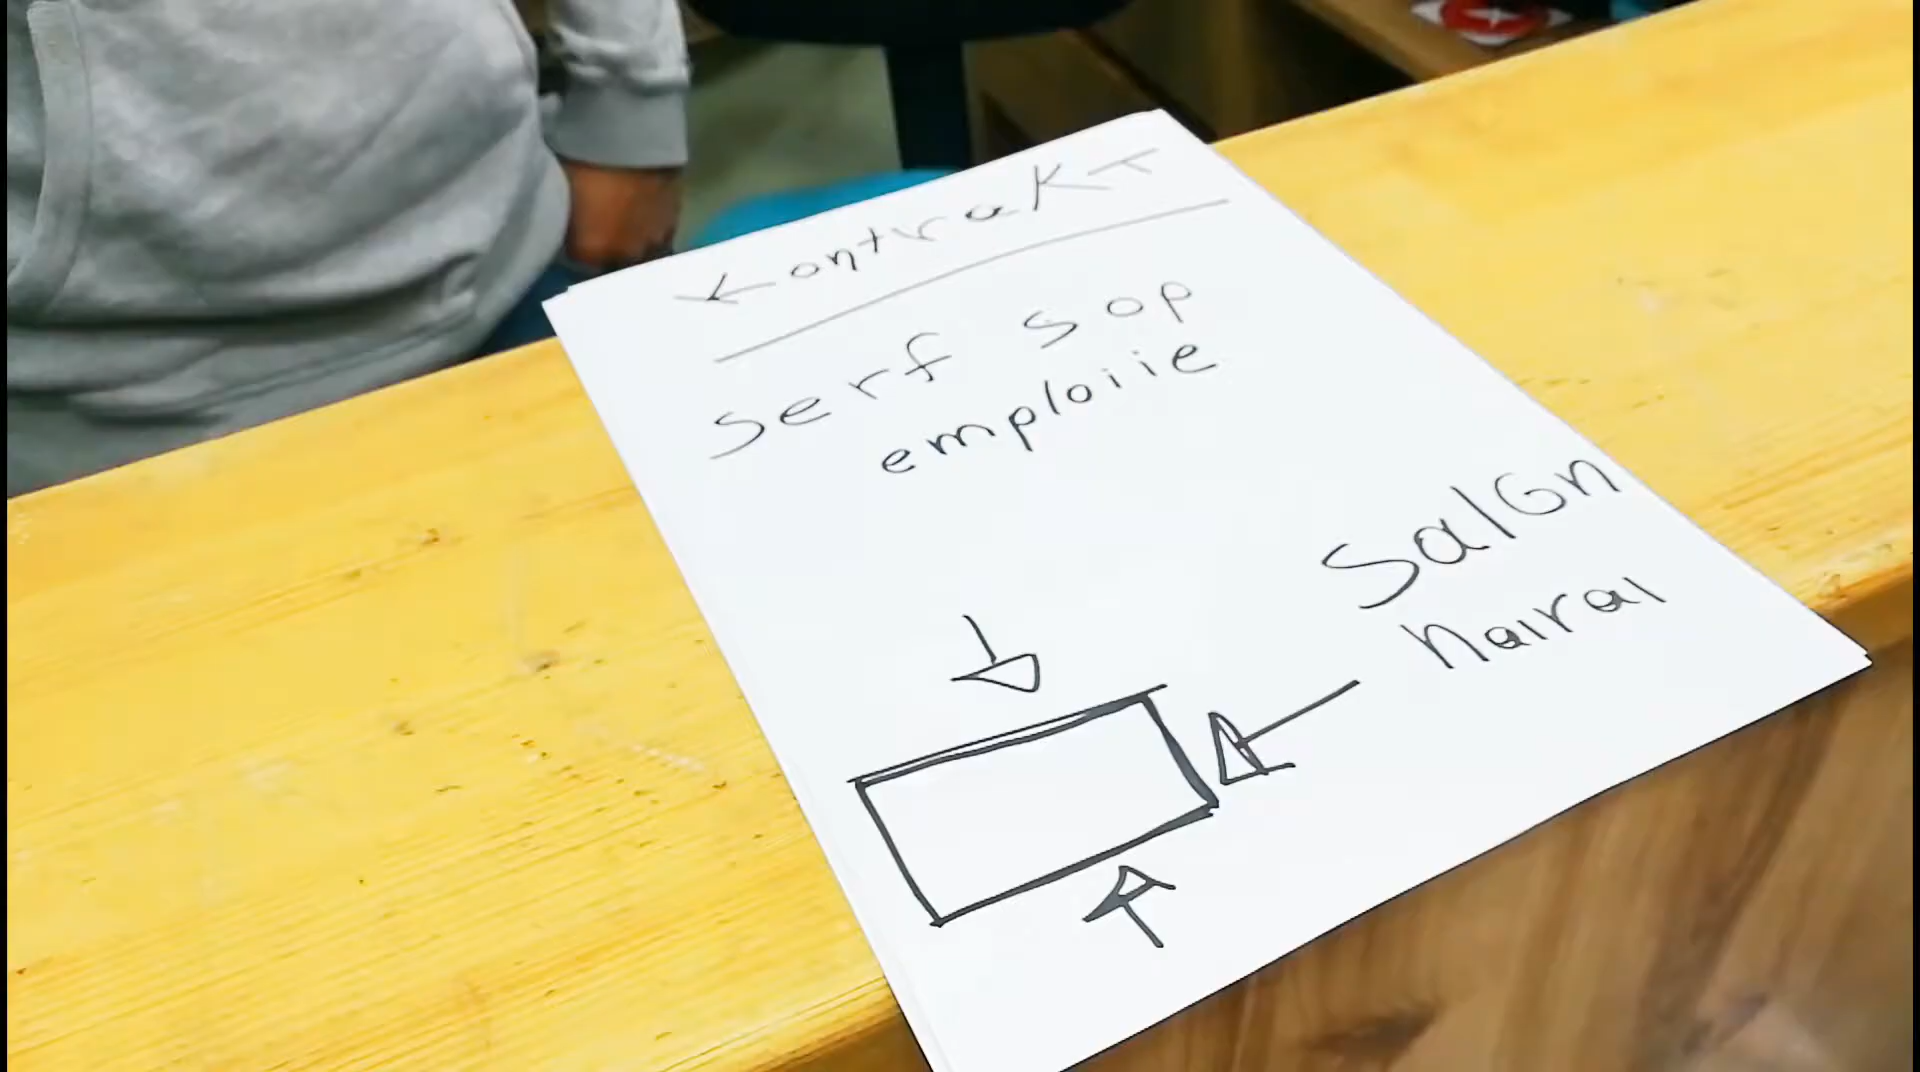 KontraKT
serf sop
emploiie
SalGn
hairal